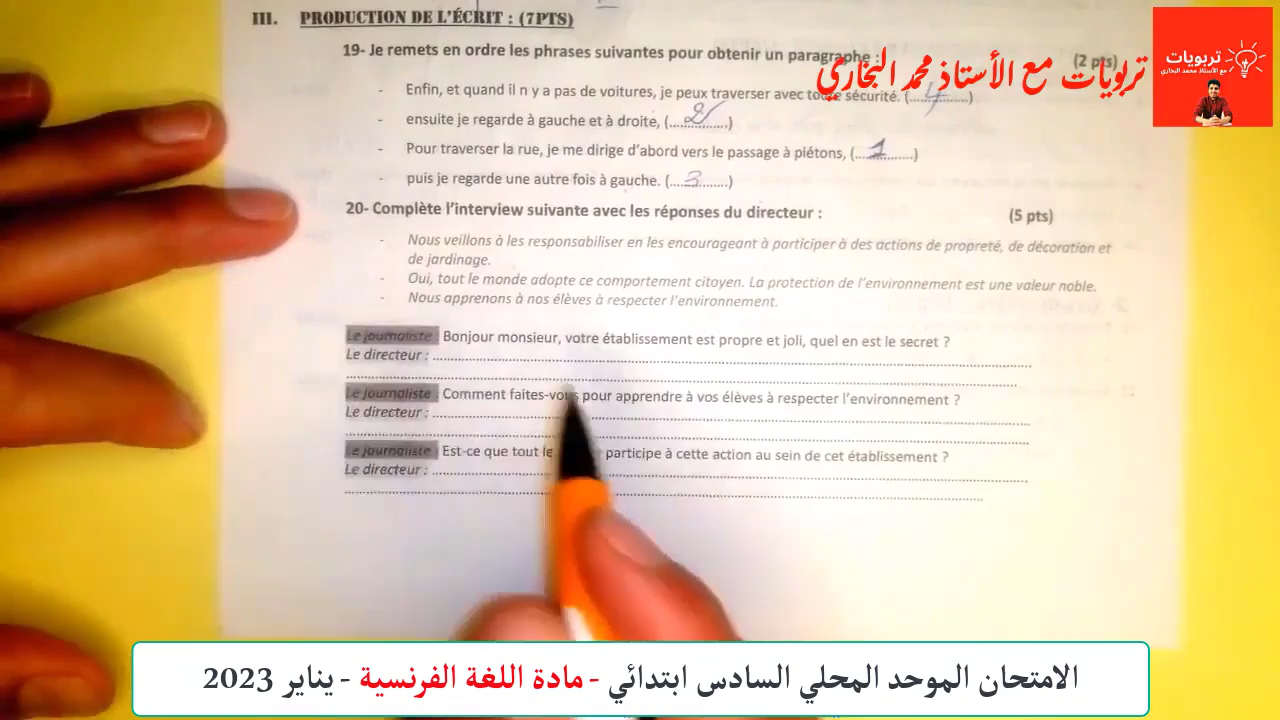 III. PRODUCTION DE L'ÉCRIT : (7PTS)
19- Je remets en ordre les phrases suivantes pour obtenir un paragraphe : (2 pts)
تربويات مع الأستاذ محمد البخاري
تربويات
مع الأستاذ محمد البخاري
- Enfin, et quand il n y a pas de voitures, je peux traverser avec toute sécurité. (......4......)
- ensuite je regarde à gauche et à droite, (......2......)
- Pour traverser la rue, je me dirige d'abord vers le passage à piétons, (......1......)
- puis je regarde une autre fois à gauche. (......3......)
20- Complète l'interview suivante avec les réponses du directeur : (5 pts)
- Nous veillons à les responsabiliser en les encourageant à participer à des actions de propreté, de décoration et
de jardinage.
- Oui, tout le monde adopte ce comportement citoyen. La protection de l'environnement est une valeur noble.
- Nous apprenons à nos élèves à respecter l'environnement.
Le journaliste : Bonjour monsieur, votre établissement est propre et joli, quel en est le secret ?
Le directeur :
Le journaliste : Comment faites-vous pour apprendre à vos élèves à respecter l'environnement ?
Le directeur :
Le journaliste : Est-ce que tout le participe à cette action au sein de cet établissement ?
Le directeur :
الامتحان الموحد المحلي السادس ابتدائي - مادة اللغة الفرنسية - يناير 2023